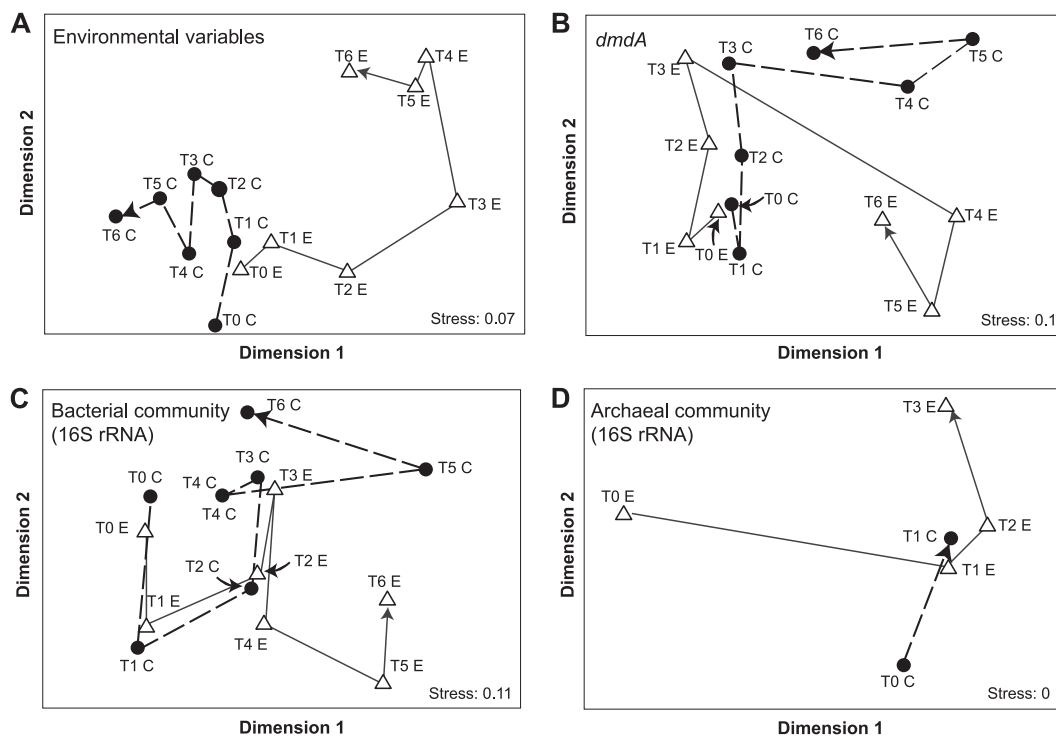 A
Environmental variables
T6 E
T4 E
T5 E
T3 C
T5 C
T2 C
T3 E
T6 C
T1 C
T4 C
T1 E
T0 E
T2 E
T0 C
Stress: 0.07
Dimension 1
Dimension 2
B
dmdA
T6 C
T3 C
T5 C
T3 E
T4 C
T2 E
T2 C
T0 C
T6 E
T4 E
T1 E
T0 E
T1 C
T5 E
Stress: 0.1
Dimension 1
Dimension 2
C
Bacterial community
(16S rRNA)
T6 C
T3 C
T3 E
T5 C
T0 C
T4 C
T4 C
T0 E
T2 C
T2 E
T6 E
T1 E
T4 E
T1 C
T5 E
Stress: 0.11
Dimension 1
Dimension 2
D
Archaeal community
(16S rRNA)
T3 E
T0 E
T1 C
T2 E
T1 E
T0 C
Stress: 0
Dimension 1
Dimension 2